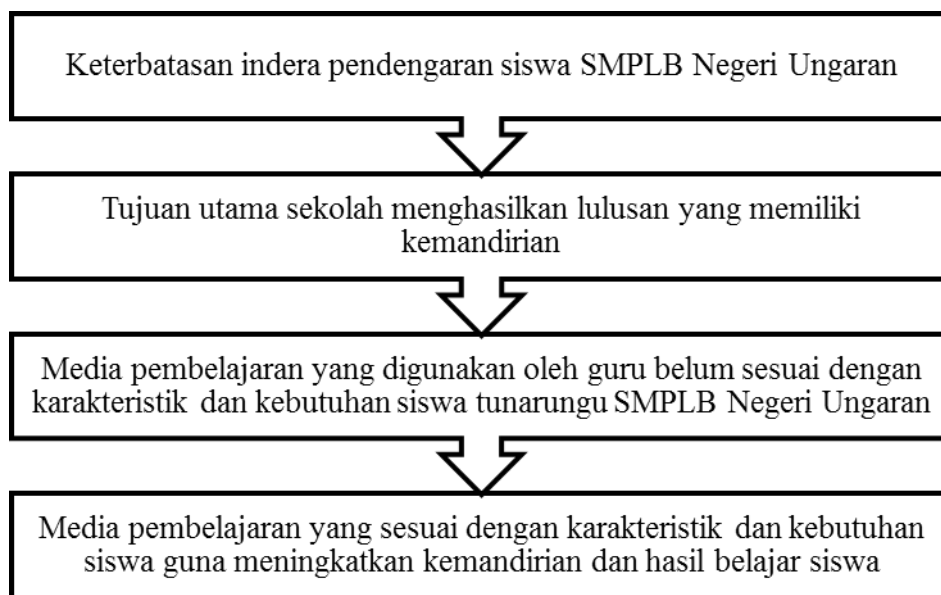 Keterbatasan indera pendengaran siswa SMPLB Negeri Ungaran
Tujuan utama sekolah menghasilkan lulusan yang memiliki
kemandirian
Media pembelajaran yang digunakan oleh guru belum sesuai dengan
karakteristik dan kebutuhan siswa tunarungu SMPLB Negeri Ungaran
Media pembelajaran yang sesuai dengan karakteristik dan kebutuhan
siswa guna meningkatkan kemandirian dan hasil belajar siswa